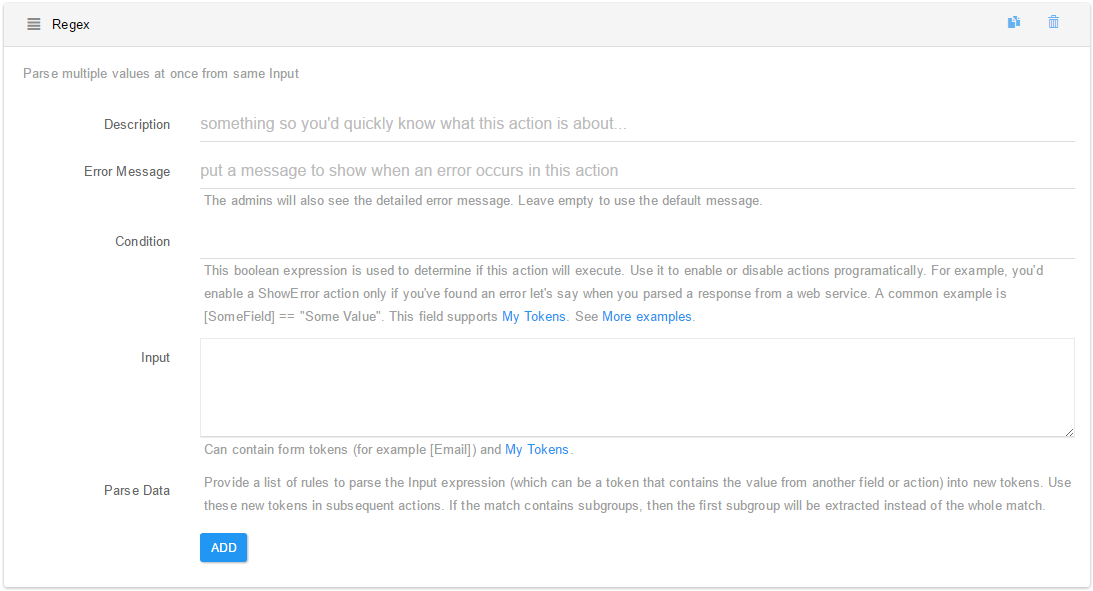 Regex
Parse multiple values at once from same Input
Description
something so you'd quickly know what this action is about...
Error Message
put a message to show when an error occurs in this action
The admins will also see the detailed error message. Leave empty to use the default message.
Condition
This boolean expression is used to determine if this action will execute. Use it to enable or disable actions programatically. For example, you'd
enable a ShowError action only if you've found an error let's say when you parsed a response from a web service. A common example is
[SomeField] == "Some Value". This field supports My Tokens. See More examples.
Input
Can contain form tokens (for example [Email]) and My Tokens.
Parse Data
Provide a list of rules to parse the Input expression (which can be a token that contains the value from another field or action) into new tokens. Use
these new tokens in subsequent actions. If the match contains subgroups, then the first subgroup will be extracted instead of the whole match.
ADD